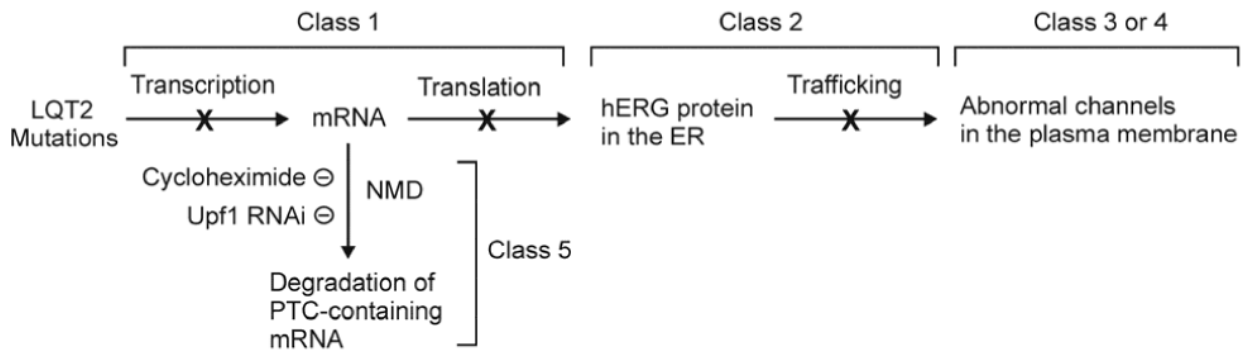 Class 1
Class 2
Class 3 or 4
LQT2
Mutations
Transcription
X
mRNA
Translation
X
hERG protein
in the ER
Trafficking
X
Abnormal channels
in the plasma membrane
Cycloheximide ⊖
Upf1 RNAi ⊖
NMD
Class 5
Degradation of
PTC-containing
mRNA